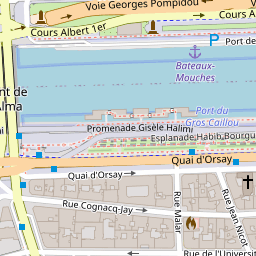 Voie Georges Pompidou
Cours Albert 1er
Cours Al
P
Port de
Bateaux-
Mouches
nt de
Alma
Port du
Gros Caillou
Promenade Gisèle Halimi
Esplanade Habib Bourgu
Quai d'Orsay
Quai d'Orsay
Rue Cognacq-Jay
Rue Malar
Rue Jean Nicot
Rue de l'Universit